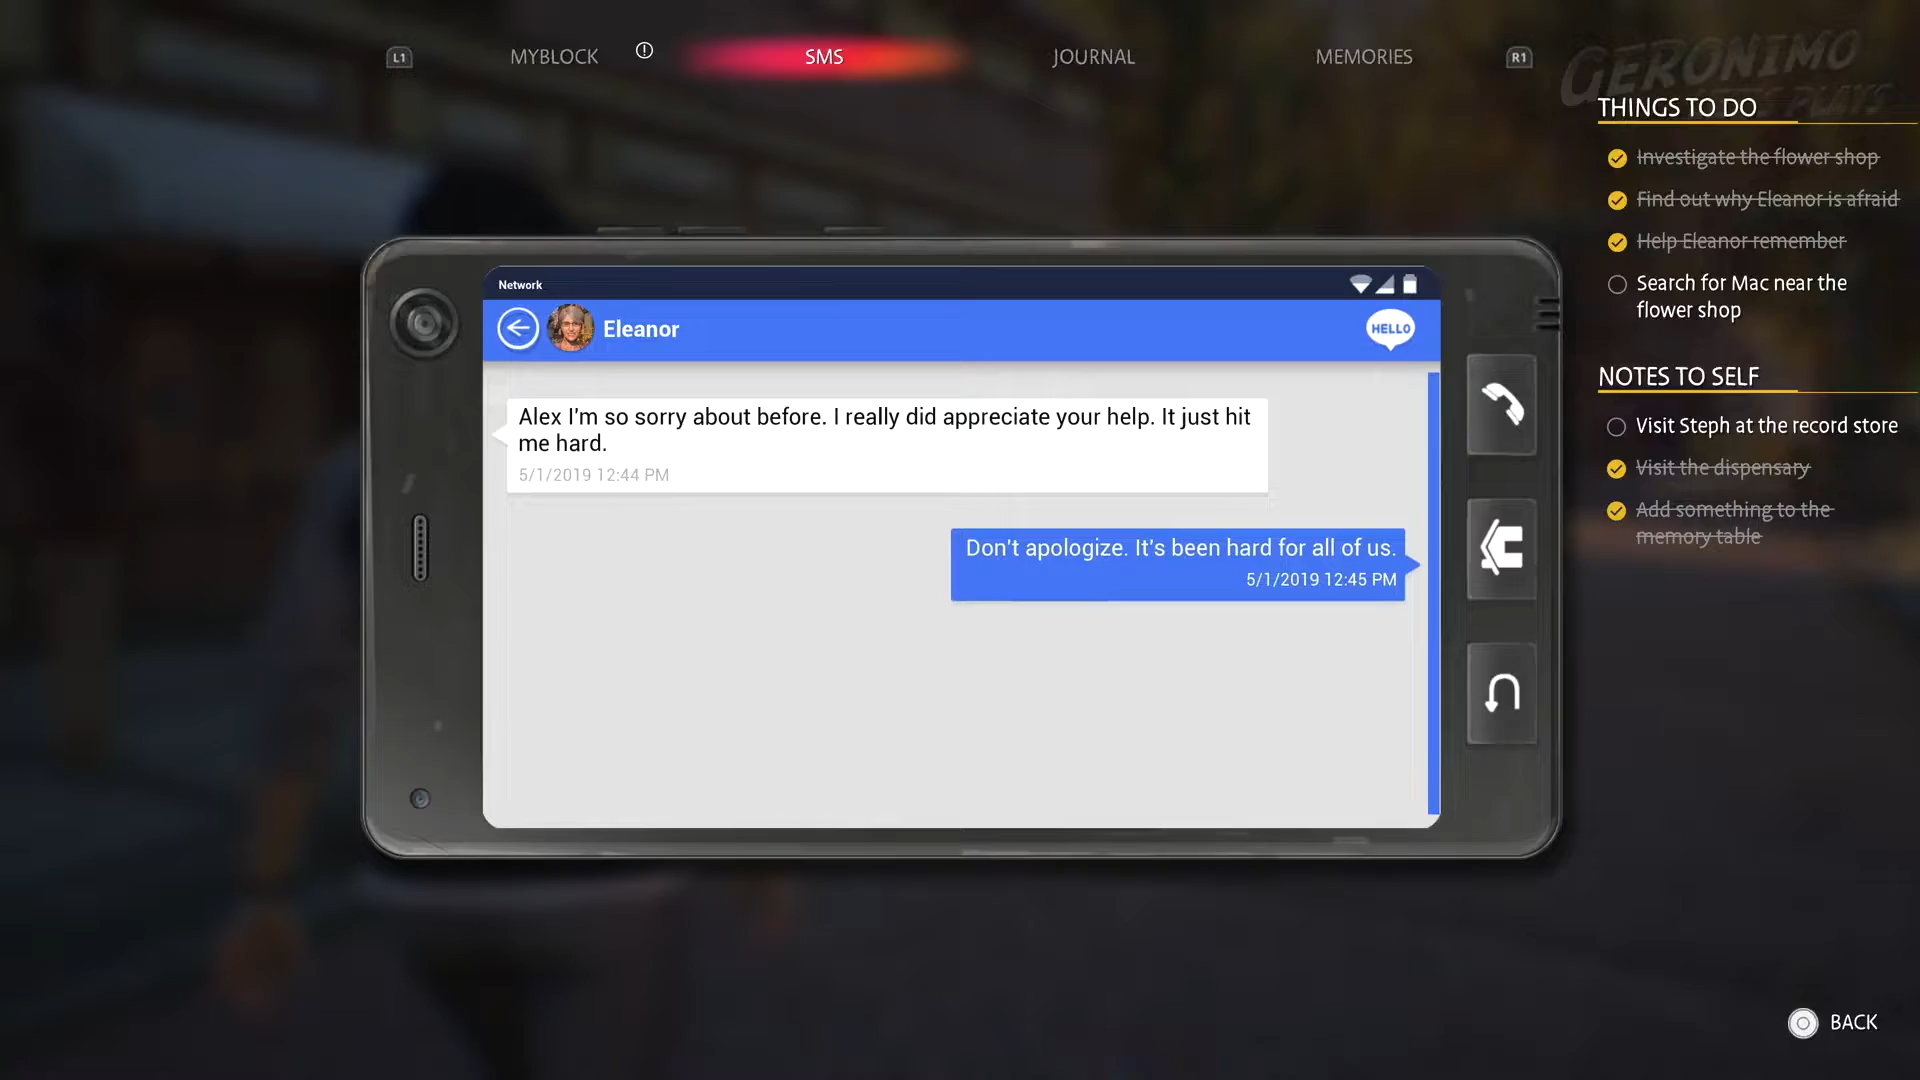 L1
MYBLOCK
SMS
JOURNAL
MEMORIES
R1
GERONIMO
PLAYS
THINGS TO DO
Investigate the flower shop
Find out why Eleanor is afraid
Help Eleanor remember
Search for Mac near the
flower shop
NOTES TO SELF
Visit Steph at the record store
Visit the dispensary
Add something to the
memory table
Network
Eleanor
HELLO
Alex I'm so sorry about before. I really did appreciate your help. It just hit
me hard.
5/1/2019 12:44 PM
Don't apologize. It's been hard for all of us.
5/1/2019 12:45 PM
BACK